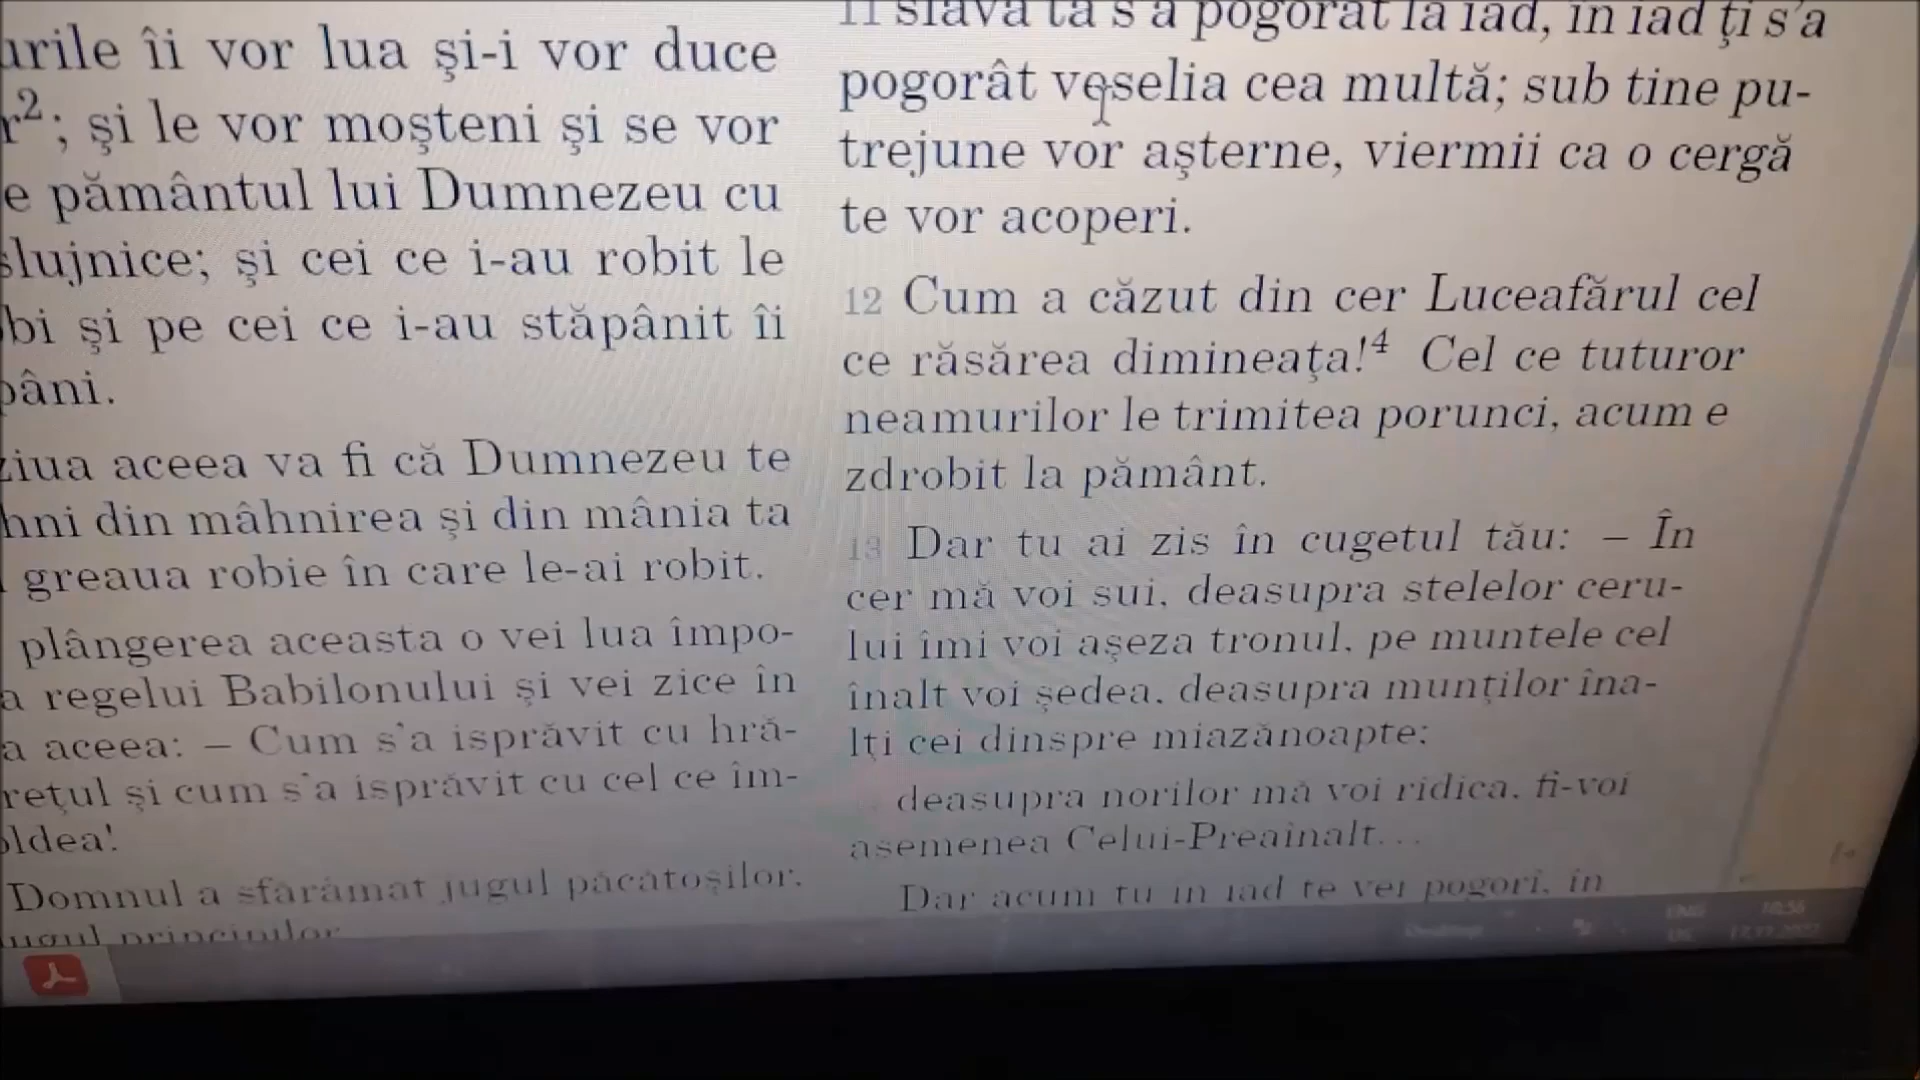 îi vor lua şi-i vor duce
r²; şi le vor moşteni şi se vor
e pământul lui Dumnezeu cu
slujnice; şi cei ce i-au robit le
bi şi pe cei ce i-au stăpânit îi
pâni.
ziua aceea va fi că Dumnezeu te
hni din mâhnirea şi din mânia ta
greaua robie în care le-ai robit.
plângerea aceasta o vei lua împo-
a regelui Babilonului şi vei zice în
a aceea: – Cum s'a isprăvit cu hră-
reţul şi cum s'a isprăvit cu cel ce îm-
oldea!
Domnul a sfărâmat jugul păcătoşilor,
11 slava ta s'a pogorât la iad, în iad ţi s'a
pogorât veselia cea multă; sub tine pu-
trejune vor aşterne, viermii ca o cergă
te vor acoperi.
12 Cum a căzut din cer Luceafărul cel
ce răsărea dimineaţa!⁴ Cel ce tuturor
neamurilor le trimitea porunci, acum e
zdrobit la pământ.
13 Dar tu ai zis în cugetul tău: – În
cer mă voi sui, deasupra stelelor ceru-
lui îmi voi aşeza tronul, pe muntele cel
înalt voi şedea, deasupra munţilor îna-
lţi cei dinspre miazănoapte;
deasupra norilor mă voi ridica, fi-voi
asemenea Celui-Preaînalt...
Dar acum tu în iad te vei pogorî, în